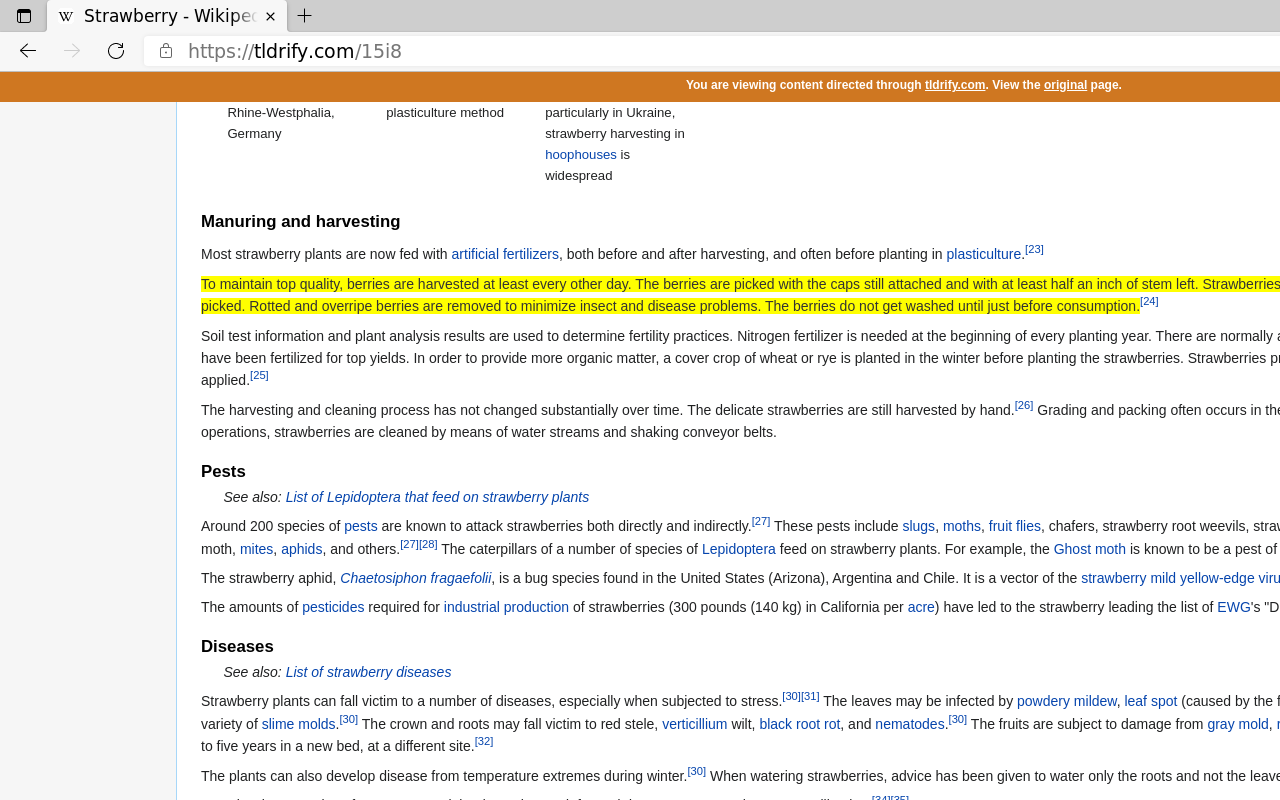 Strawberry - Wikipe
https://tldrify.com/15i8
You are viewing content directed through tldrify.com. View the original page.
Rhine-Westphalia, Germany
plasticulture method
particularly in Ukraine, strawberry harvesting in hoophouses is widespread
Manuring and harvesting
Most strawberry plants are now fed with artificial fertilizers, both before and after harvesting, and often before planting in plasticulture.[23]
To maintain top quality, berries are harvested at least every other day. The berries are picked with the caps still attached and with at least half an inch of stem left. Strawberries
picked. Rotted and overripe berries are removed to minimize insect and disease problems. The berries do not get washed until just before consumption.[24]
Soil test information and plant analysis results are used to determine fertility practices. Nitrogen fertilizer is needed at the beginning of every planting year. There are normally a
have been fertilized for top yields. In order to provide more organic matter, a cover crop of wheat or rye is planted in the winter before planting the strawberries. Strawberries pr
applied.[25]
The harvesting and cleaning process has not changed substantially over time. The delicate strawberries are still harvested by hand.[26] Grading and packing often occurs in the
operations, strawberries are cleaned by means of water streams and shaking conveyor belts.
Pests
See also: List of Lepidoptera that feed on strawberry plants
Around 200 species of pests are known to attack strawberries both directly and indirectly.[27] These pests include slugs, moths, fruit flies, chafers, strawberry root weevils, straw
moth, mites, aphids, and others.[27][28] The caterpillars of a number of species of Lepidoptera feed on strawberry plants. For example, the Ghost moth is known to be a pest of
The strawberry aphid, Chaetosiphon fragaefolii, is a bug species found in the United States (Arizona), Argentina and Chile. It is a vector of the strawberry mild yellow-edge viru
The amounts of pesticides required for industrial production of strawberries (300 pounds (140 kg) in California per acre) have led to the strawberry leading the list of EWG's "D
Diseases
See also: List of strawberry diseases
Strawberry plants can fall victim to a number of diseases, especially when subjected to stress.[30][31] The leaves may be infected by powdery mildew, leaf spot (caused by the f
variety of slime molds.[30] The crown and roots may fall victim to red stele, verticillium wilt, black root rot, and nematodes.[30] The fruits are subject to damage from gray mold, r
to five years in a new bed, at a different site.[32]
The plants can also develop disease from temperature extremes during winter.[30] When watering strawberries, advice has been given to water only the roots and not the leave
[34][35]